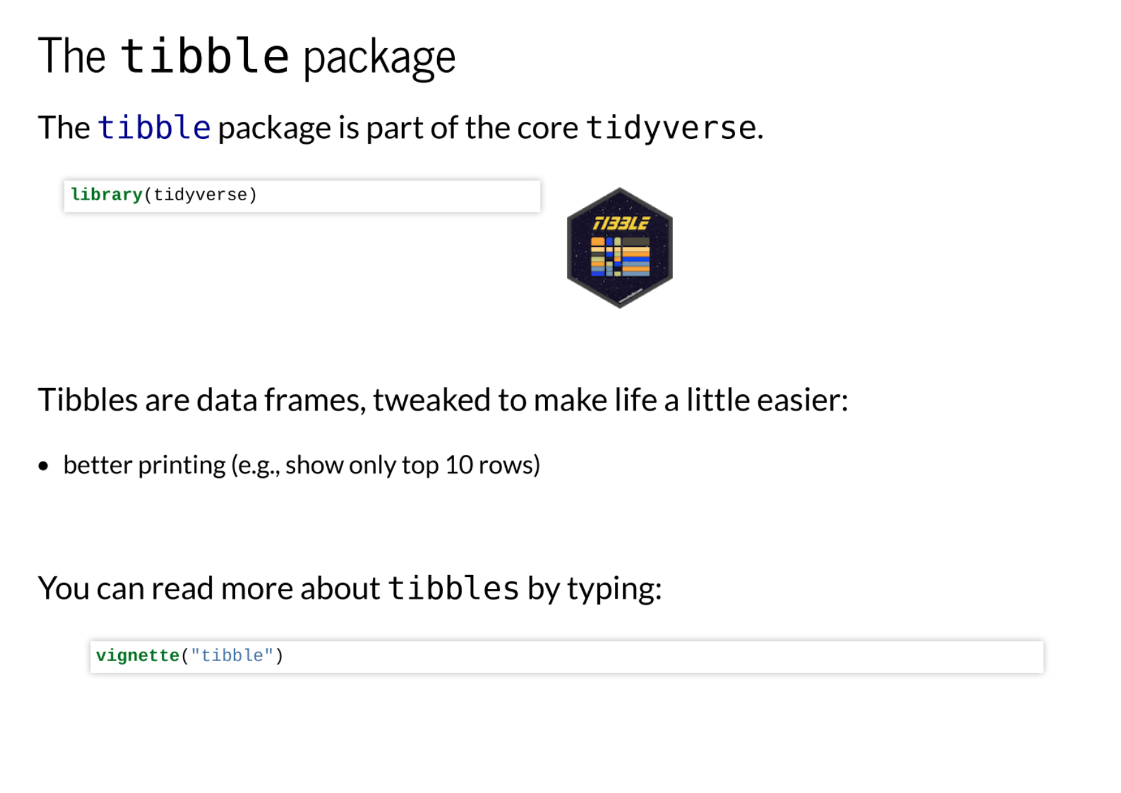 The tibble package
The tibble package is part of the core tidyverse.
library(tidyverse)
TIBBLE
Tibbles are data frames, tweaked to make life a little easier:
• better printing (e.g., show only top 10 rows)
You can read more about tibbles by typing:
vignette("tibble")